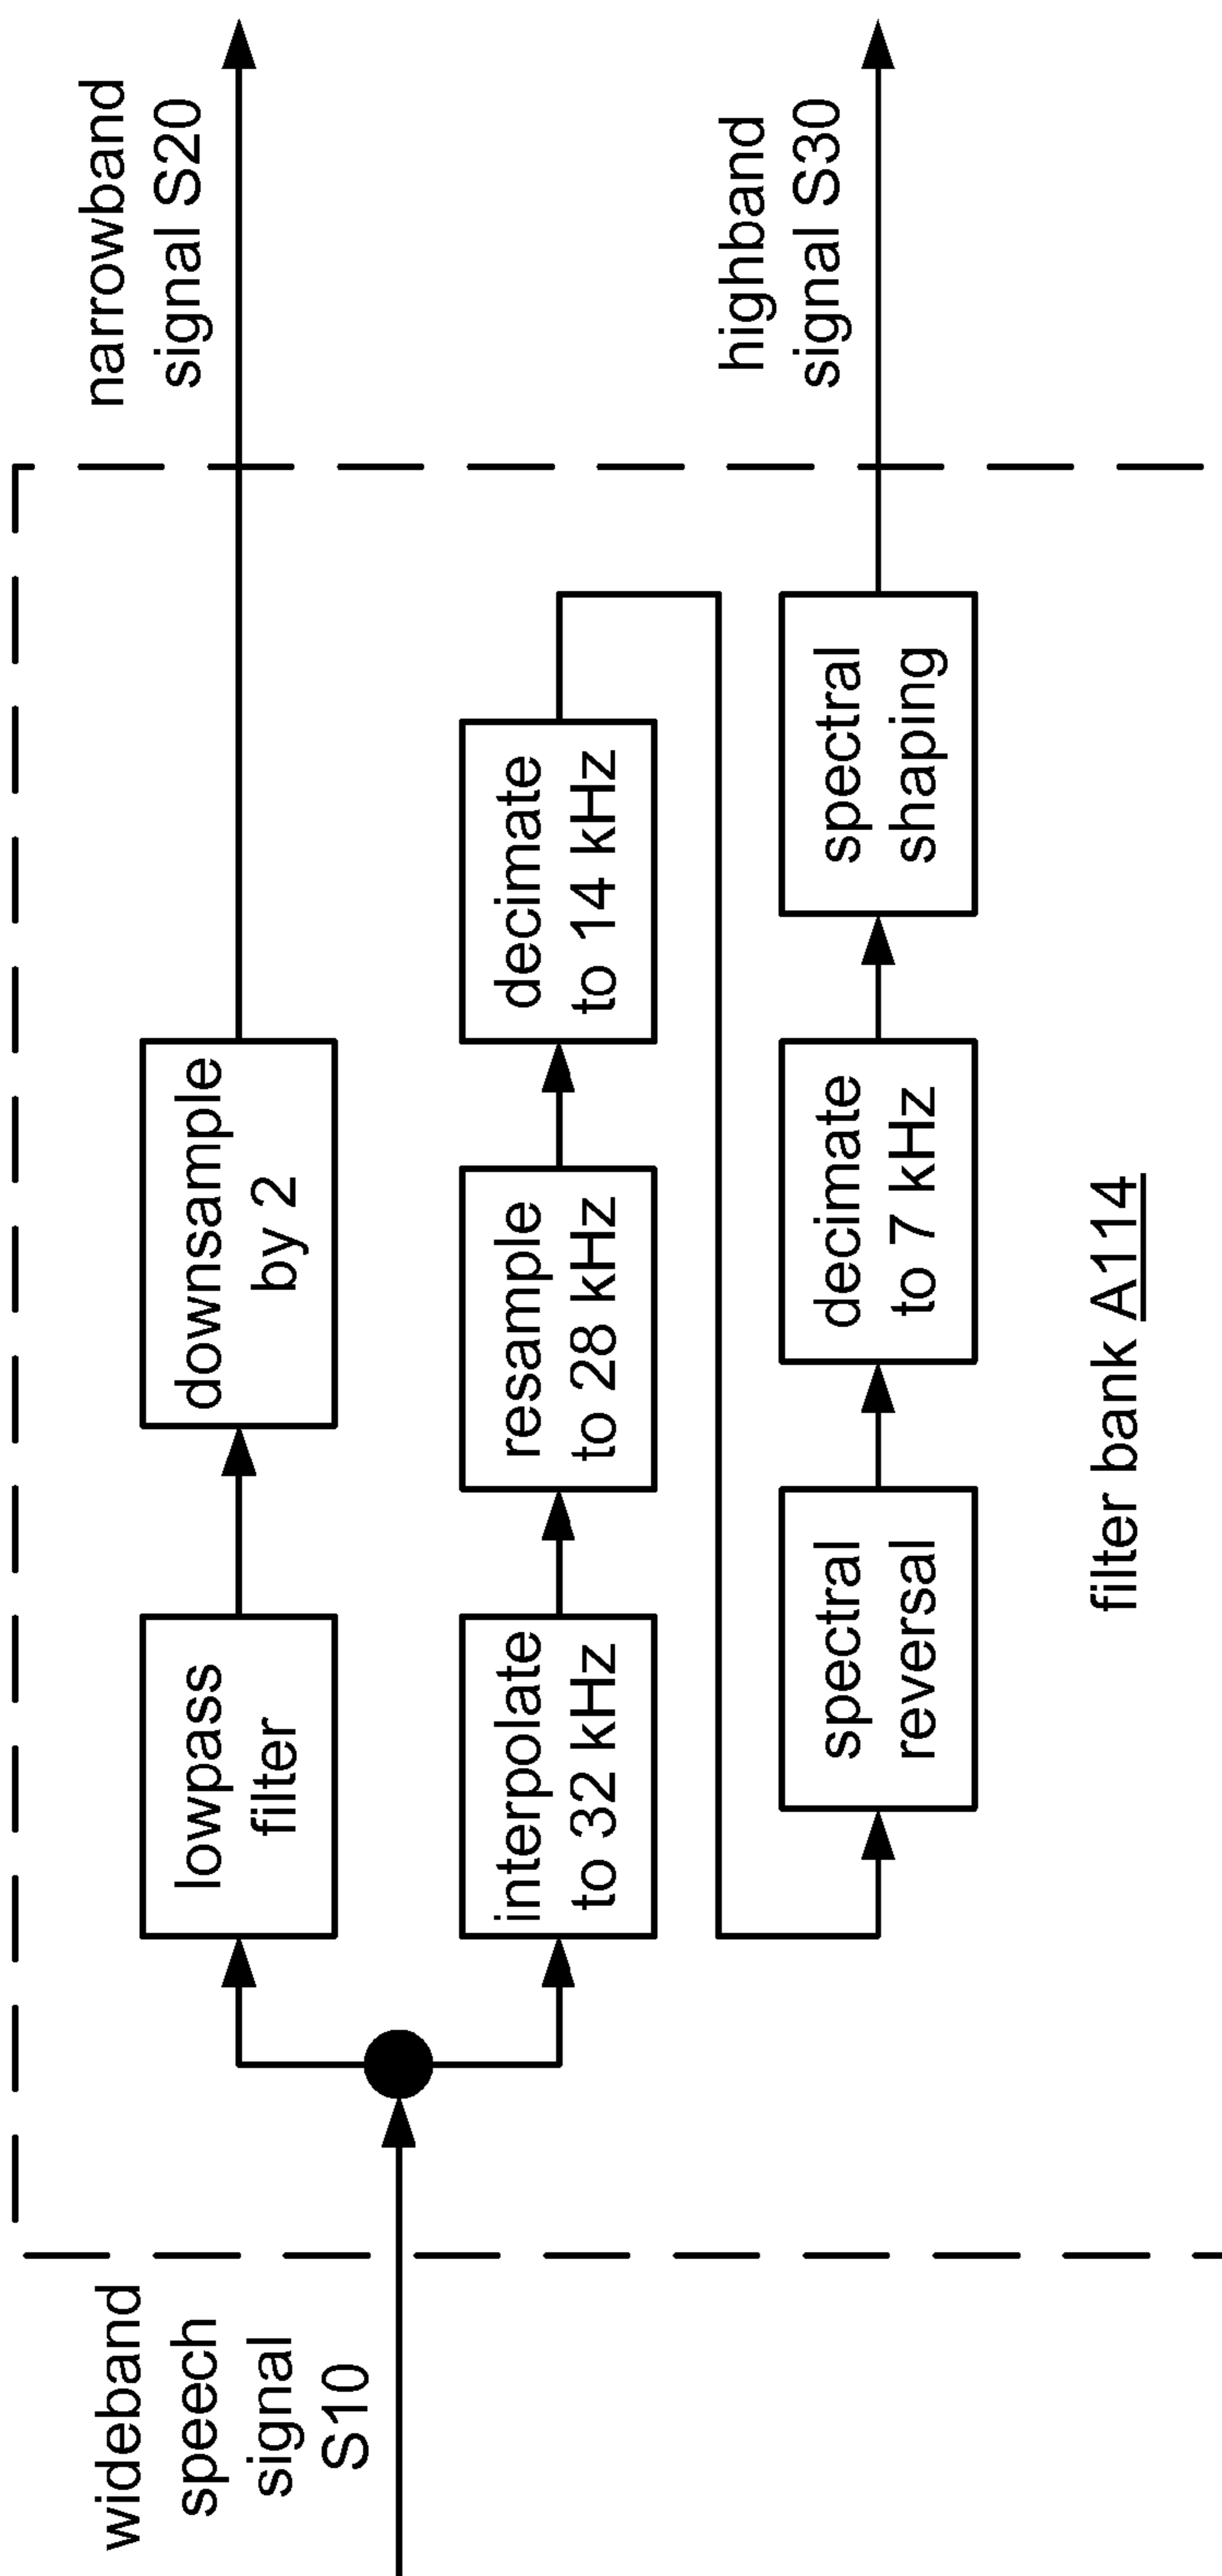 wideband
speech
signal
S10
lowpass
filter
downsample
by 2
narrowband
signal S20
interpolate
to 32 kHz
resample
to 28 kHz
decimate
to 14 kHz
spectral
reversal
decimate
to 7 kHz
spectral
shaping
highband
signal S30
filter bank A114